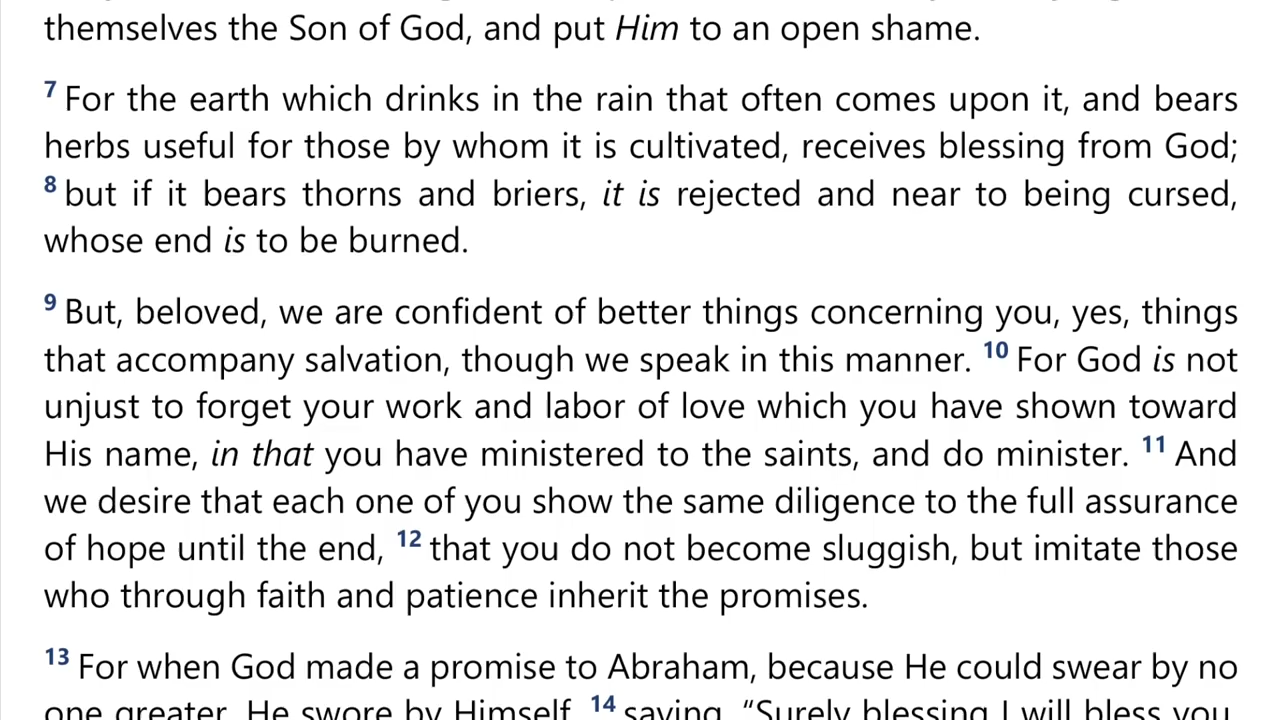 themselves the Son of God, and put Him to an open shame.
7 For the earth which drinks in the rain that often comes upon it, and bears
herbs useful for those by whom it is cultivated, receives blessing from God;
8 but if it bears thorns and briers, it is rejected and near to being cursed,
whose end is to be burned.
9 But, beloved, we are confident of better things concerning you, yes, things
that accompany salvation, though we speak in this manner. 10 For God is not
unjust to forget your work and labor of love which you have shown toward
His name, in that you have ministered to the saints, and do minister. 11 And
we desire that each one of you show the same diligence to the full assurance
of hope until the end, 12 that you do not become sluggish, but imitate those
who through faith and patience inherit the promises.
13 For when God made a promise to Abraham, because He could swear by no
one greater, He swore by Himself, 14 saying, “Surely blessing I will bless you,